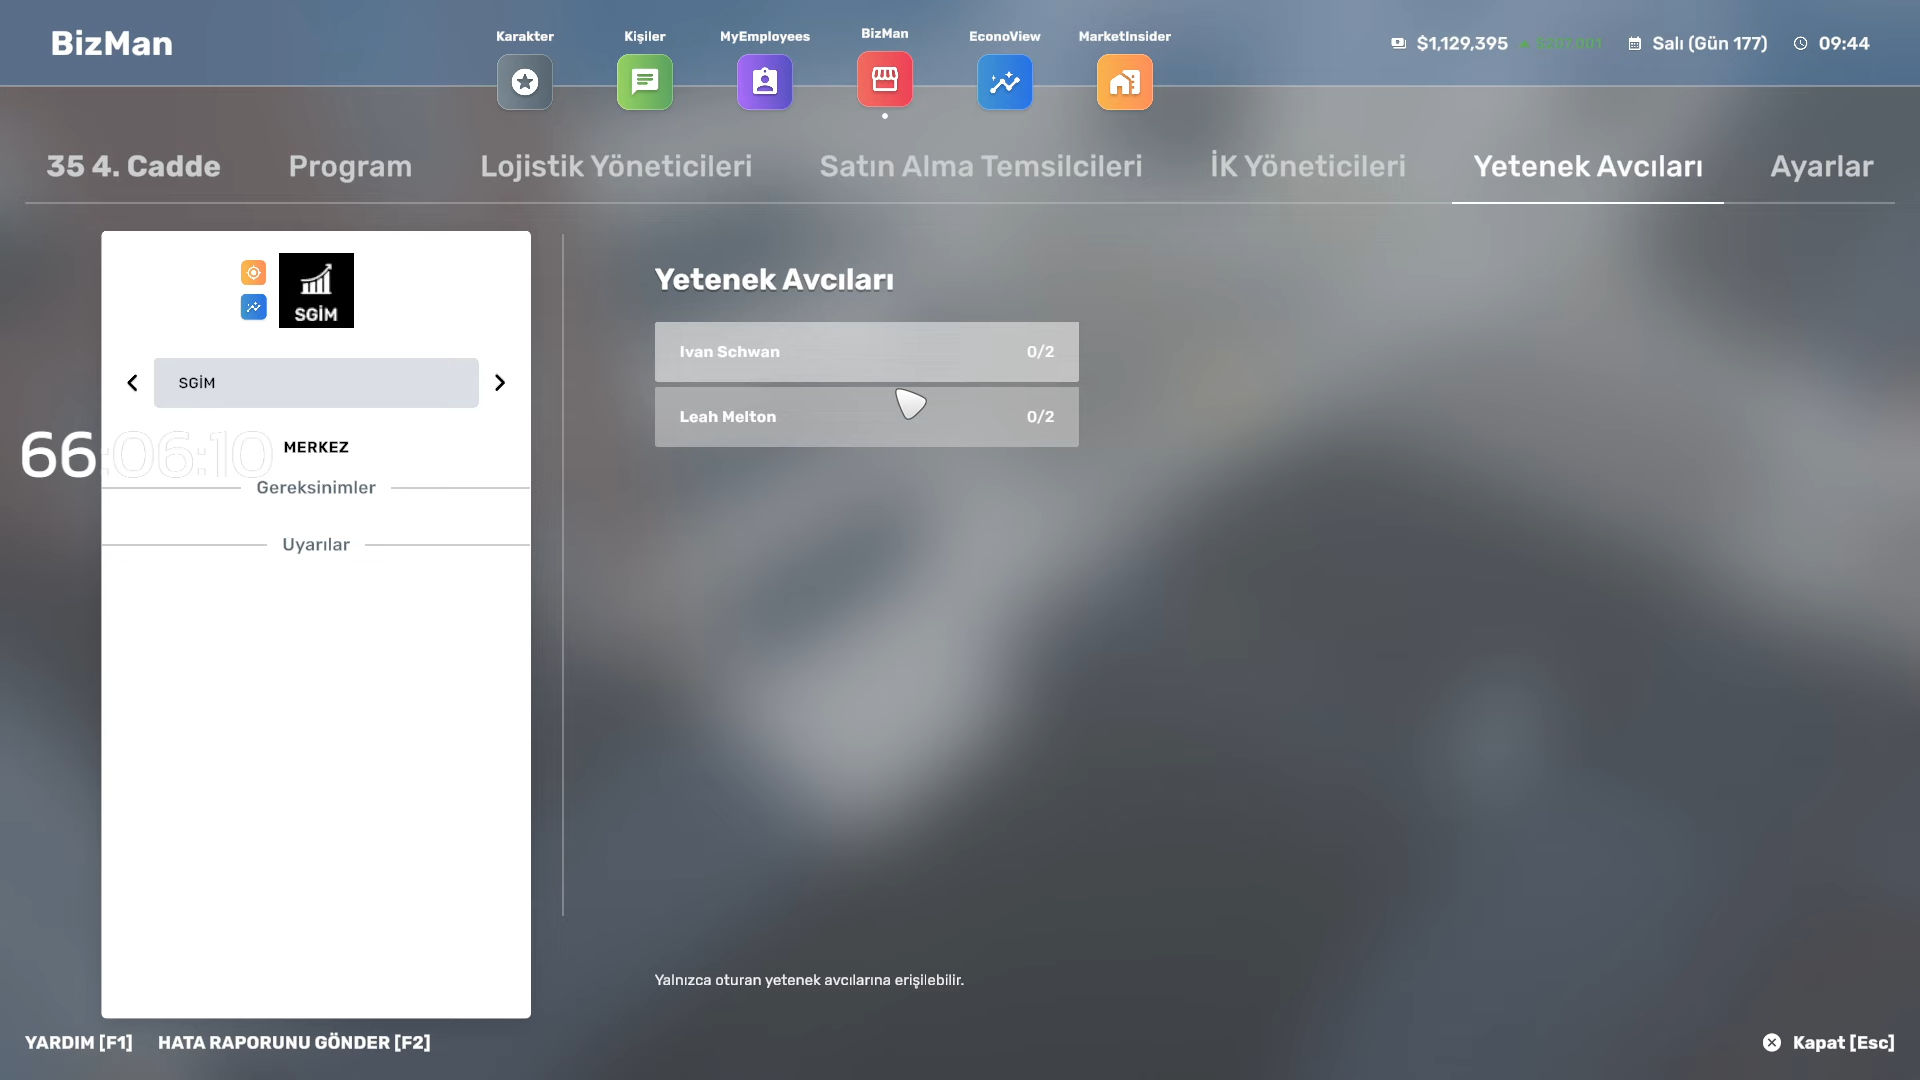 BizMan
Karakter
Kişiler
MyEmployees
BizMan
EconoView
MarketInsider
$1,129,395
Salı (Gün 177)
09:44
35 4. Cadde
Program
Lojistik Yöneticileri
Satın Alma Temsilcileri
İK Yöneticileri
Yetenek Avcıları
Ayarlar
SGİM
SGİM
66:06:10
MERKEZ
Gereksinimler
Uyarılar
Yetenek Avcıları
Ivan Schwan 0/2
Leah Melton 0/2
Yalnızca oturan yetenek avcılarına erişilebilir.
YARDIM [F1]
HATA RAPORUNU GÖNDER [F2]
Kapat [Esc]